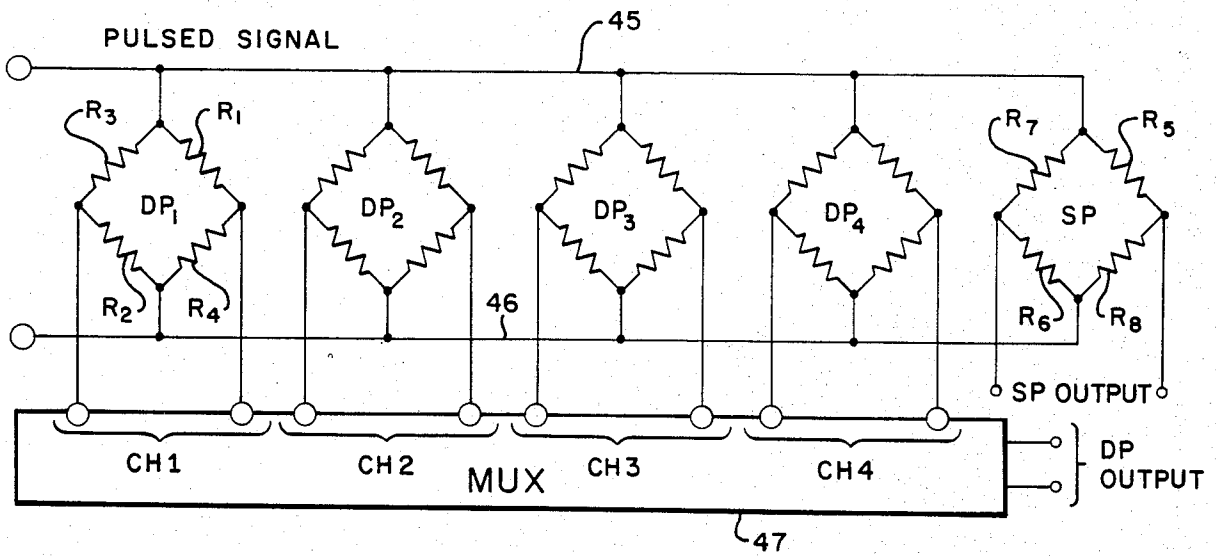 45
PULSED SIGNAL
R3 R1 R7 R5
DP1 DP2 DP3 DP4 SP
R2 R4 46 R6 R8
SP OUTPUT
CH1 CH2 CH3 CH4 DP
MUX OUTPUT
47